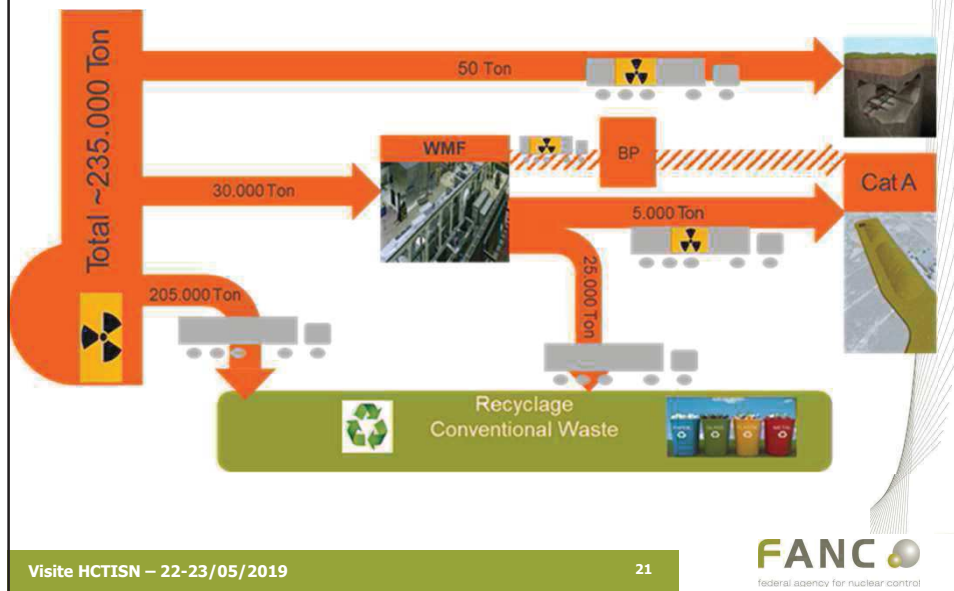 Total ~235.000 Ton
50 Ton
WMF
BP
30.000 Ton
Cat A
5.000 Ton
205.000 Ton
25.000 Ton
Recyclage
Conventional Waste
Visite HCTISN – 22-23/05/2019
21
FANC
federal agency for nuclear control